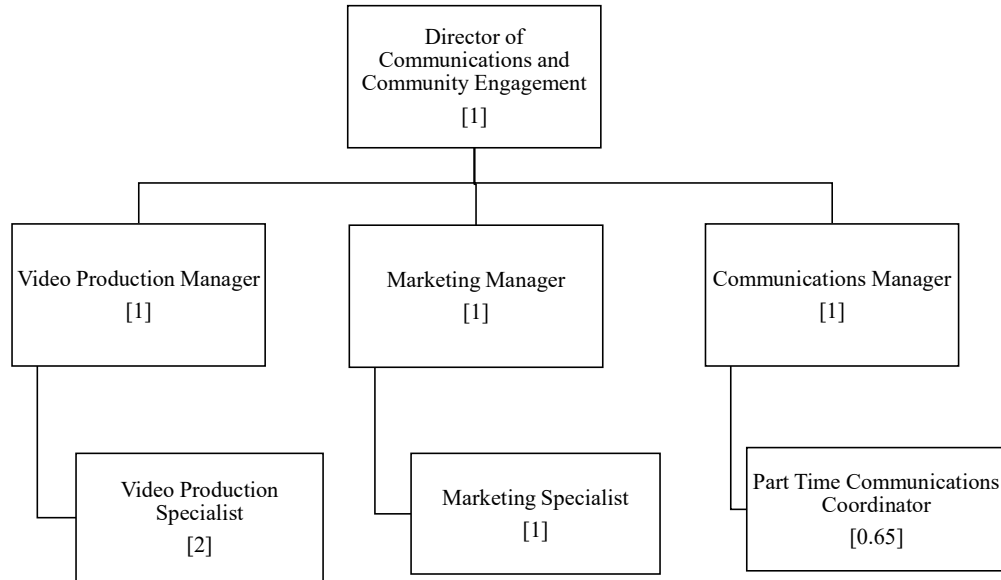 Director of
Communications and
Community Engagement
[1]
Video Production Manager
[1]
Marketing Manager
[1]
Communications Manager
[1]
Video Production
Specialist
[2]
Marketing Specialist
[1]
Part Time Communications
Coordinator
[0.65]